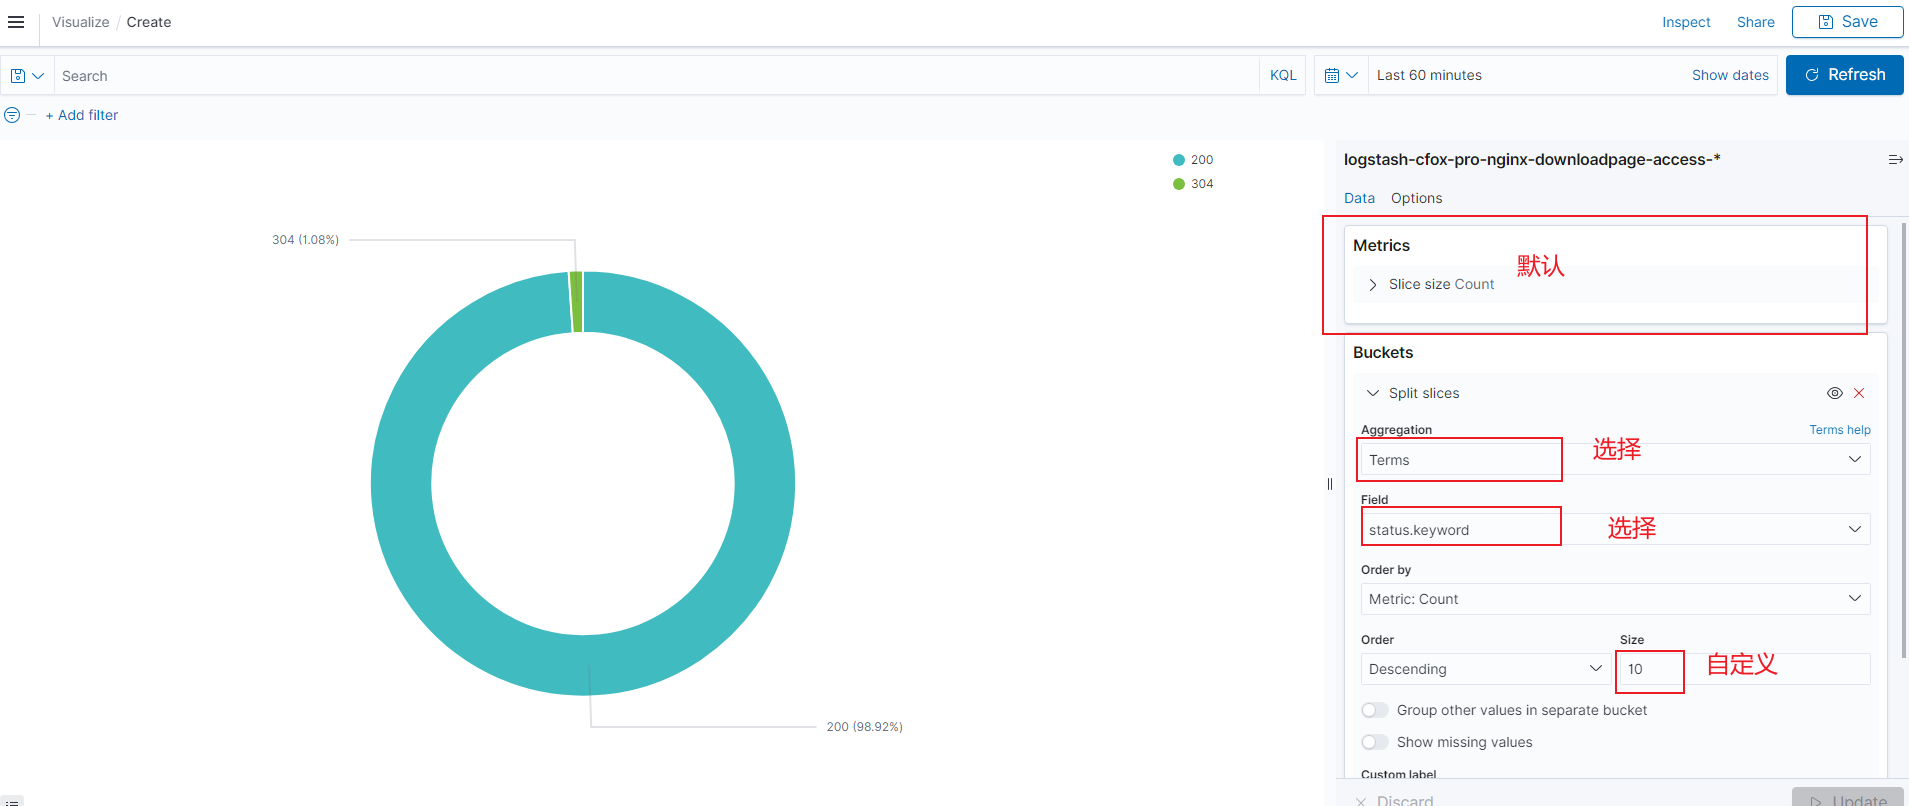 Visualize / Create
Inspect
Share
Save
Search
KQL
Last 60 minutes
Show dates
Refresh
+ Add filter
200
304
304 (1.08%)
200 (98.92%)
logstash-cfox-pro-nginx-downloadpage-access-*
Data
Options
Metrics
默认
Slice size Count
Buckets
Split slices
Aggregation
Terms help
选择
Terms
Field
status.keyword
选择
Order by
Metric: Count
Order
Size
Descending
10
自定义
Group other values in separate bucket
Show missing values
Custom label
Discard
Update